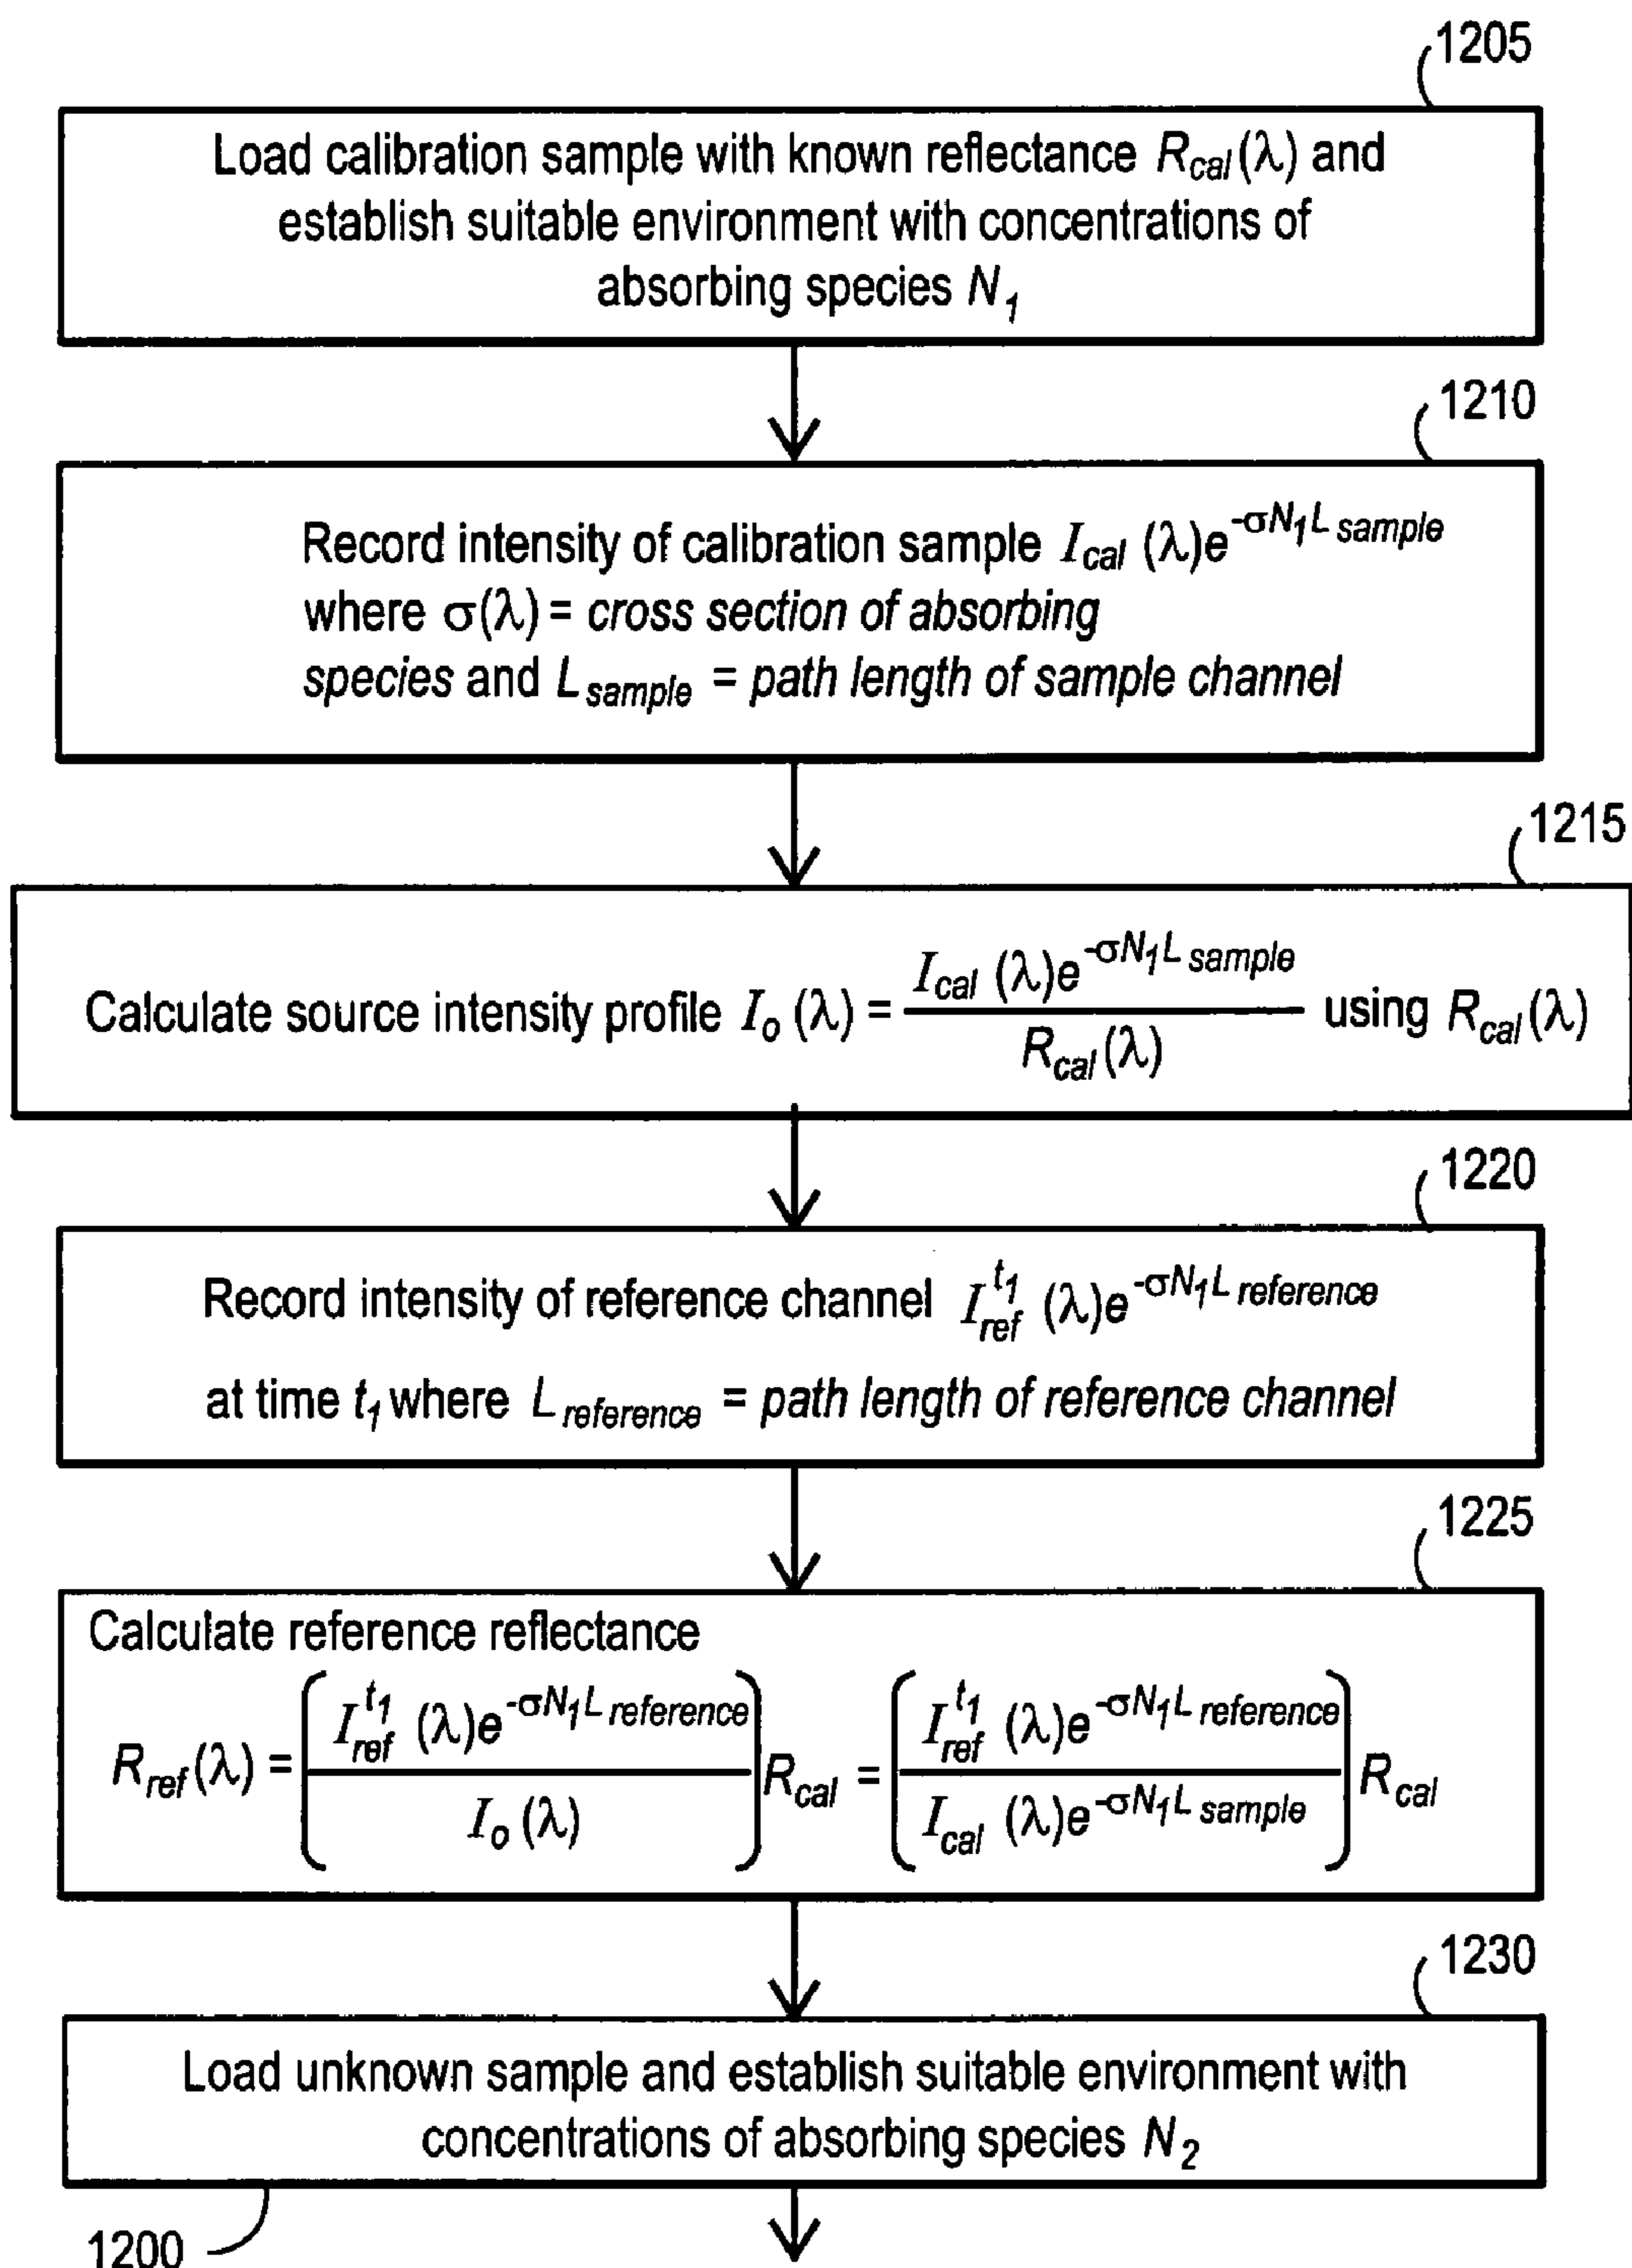 1205
Load calibration sample with known reflectance R_cal(λ) and
establish suitable environment with concentrations of
absorbing species N_1
1210
Record intensity of calibration sample I_cal (λ)e^-σN_1L_sample
where σ(λ) = cross section of absorbing
species and L_sample = path length of sample channel
1215
Calculate source intensity profile I_o (λ) = I_cal (λ)e^-σN_1L_sample / R_cal(λ) using R_cal(λ)
1220
Record intensity of reference channel I_ref^t_1 (λ)e^-σN_1L_reference
at time t_1 where L_reference = path length of reference channel
1225
Calculate reference reflectance
R_ref(λ) = (I_ref^t_1 (λ)e^-σN_1L_reference / I_o (λ)) R_cal = (I_ref^t_1 (λ)e^-σN_1L_reference / I_cal (λ)e^-σN_1L_sample) R_cal
1230
Load unknown sample and establish suitable environment with
concentrations of absorbing species N_2
1200